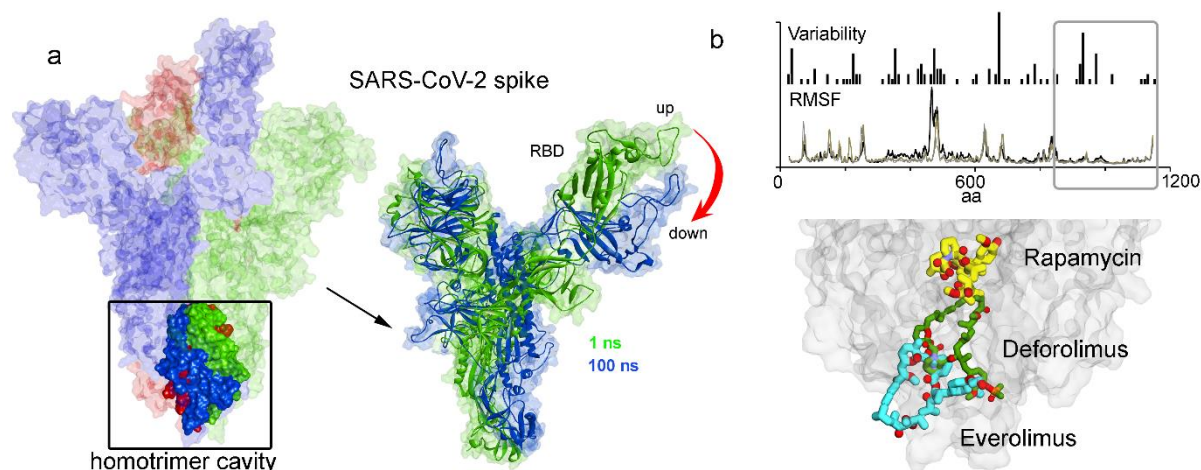 a
SARS-CoV-2 spike
RBD
up
down
1 ns
100 ns
homotrimer cavity
b
Variability
RMSF
0
600
1200
aa
Rapamycin
Deforolimus
Everolimus